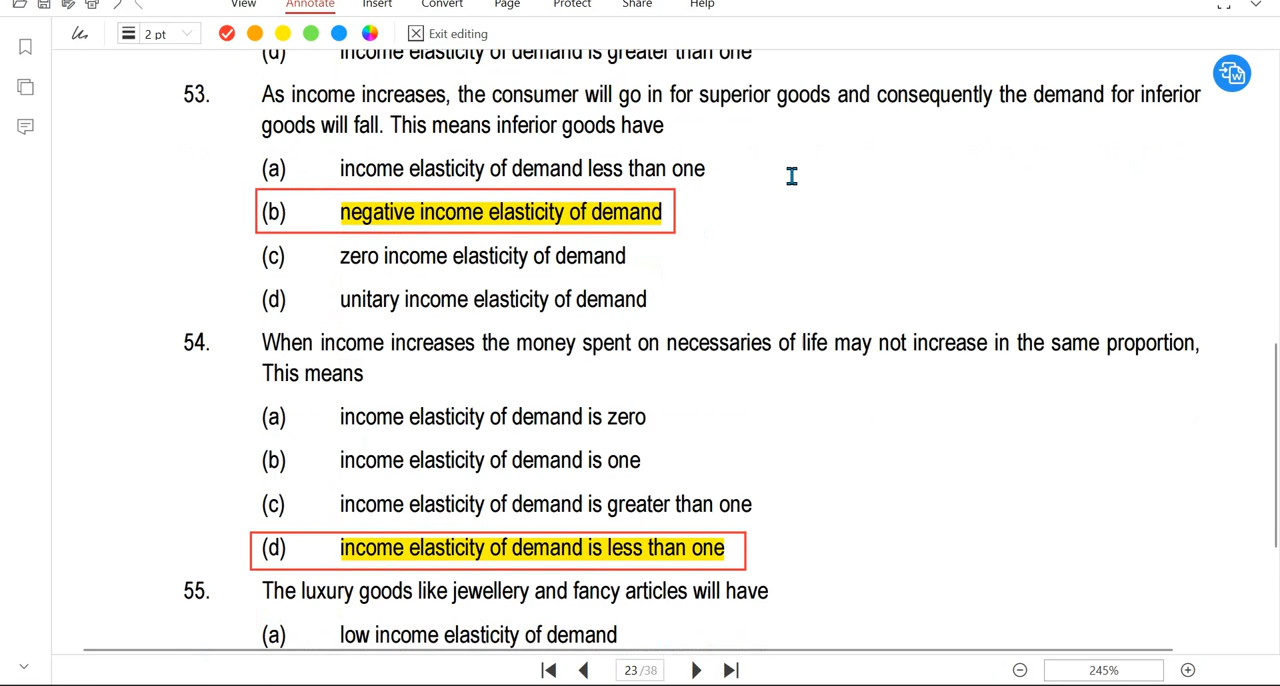 View Annotate Insert Convert Page Protect Share Help
2 pt Exit editing
(d) income elasticity of demand is greater than one
53. As income increases, the consumer will go in for superior goods and consequently the demand for inferior
goods will fall. This means inferior goods have
(a) income elasticity of demand less than one
(b) negative income elasticity of demand
(c) zero income elasticity of demand
(d) unitary income elasticity of demand
54. When income increases the money spent on necessaries of life may not increase in the same proportion,
This means
(a) income elasticity of demand is zero
(b) income elasticity of demand is one
(c) income elasticity of demand is greater than one
(d) income elasticity of demand is less than one
55. The luxury goods like jewellery and fancy articles will have
(a) low income elasticity of demand
23 /38 245%